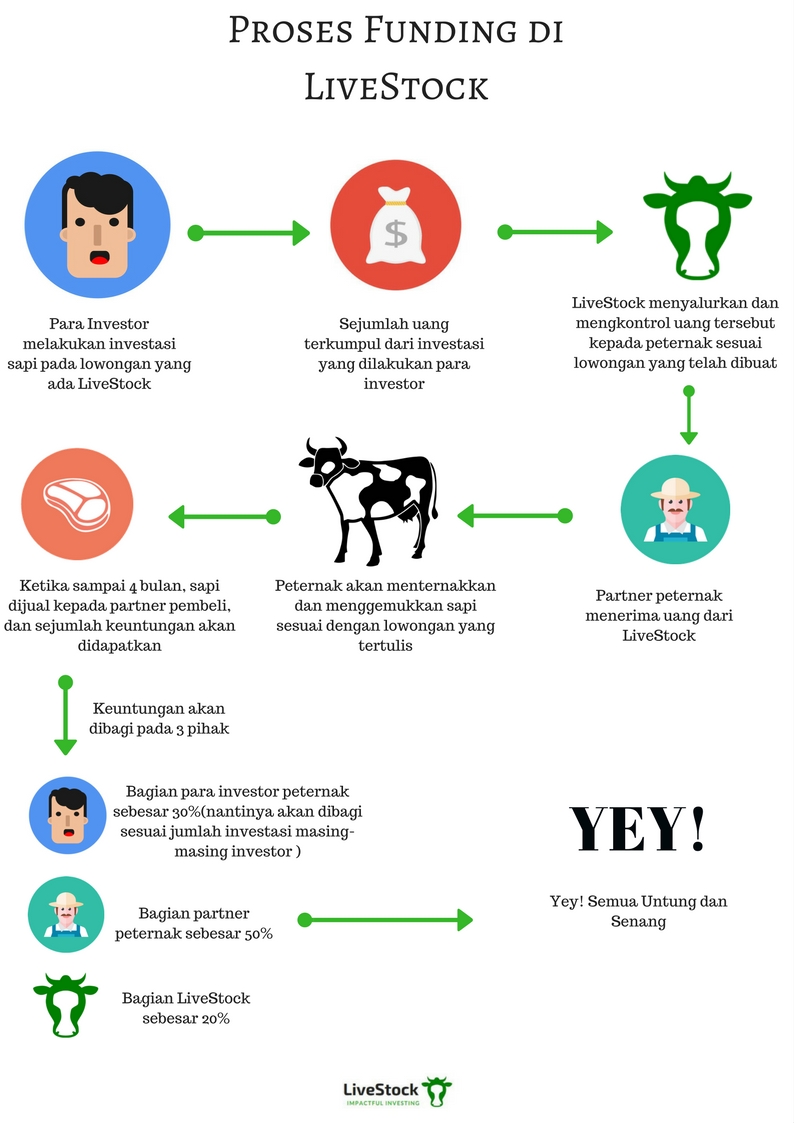 Proses Funding di
LiveStock
Para Investor
melakukan investasi
sapi pada lowongan yang
ada LiveStock
$
Sejumlah uang
terkumpul dari investasi
yang dilakukan para
investor
LiveStock menyalurkan dan
mengkontrol uang tersebut
kepada peternak sesuai
lowongan yang telah dibuat
Partner peternak
menerima uang dari
LiveStock
Peternak akan menternakkan
dan menggemukkan sapi
sesuai dengan lowongan yang
tertulis
Ketika sampai 4 bulan, sapi
dijual kepada partner pembeli,
dan sejumlah keuntungan akan
didapatkan
Keuntungan akan
dibagi pada 3 pihak
Bagian para investor peternak
sebesar 30%(nantinya akan dibagi
sesuai jumlah investasi masing-
masing investor )
Bagian partner
peternak sebesar 50%
Bagian LiveStock
sebesar 20%
YEY!
Yey! Semua Untung dan
Senang
LiveStock
IMPACTFUL INVESTING